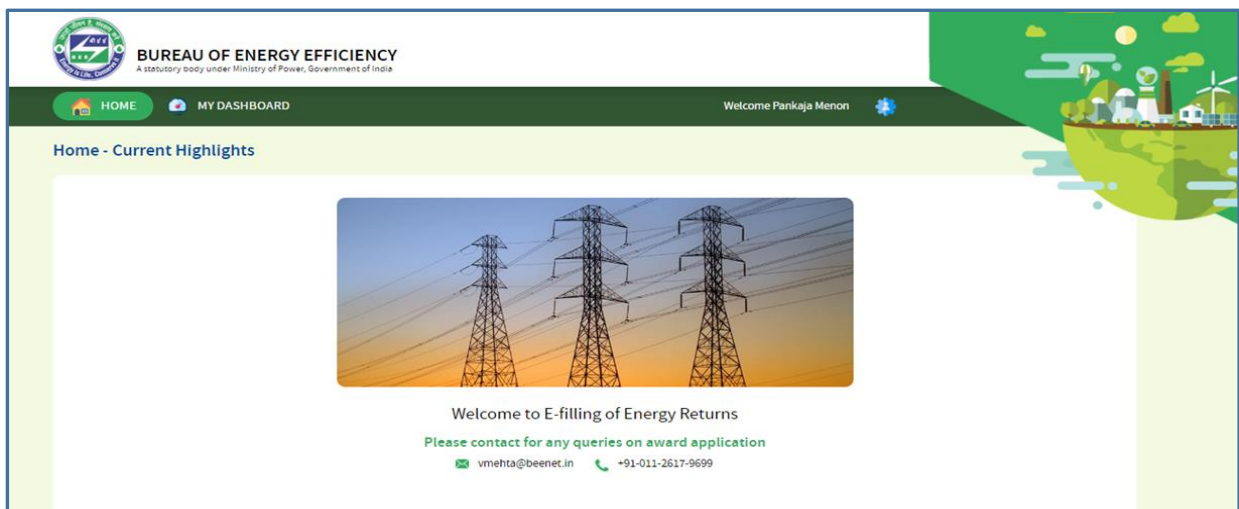 BUREAU OF ENERGY EFFICIENCY
A statutory body under Ministry of Power, Government of India
HOME
MY DASHBOARD
Welcome Pankaja Menon
Home - Current Highlights
Welcome to E-filling of Energy Returns
Please contact for any queries on award application
vmehta@beenet.in +91-011-2617-9699